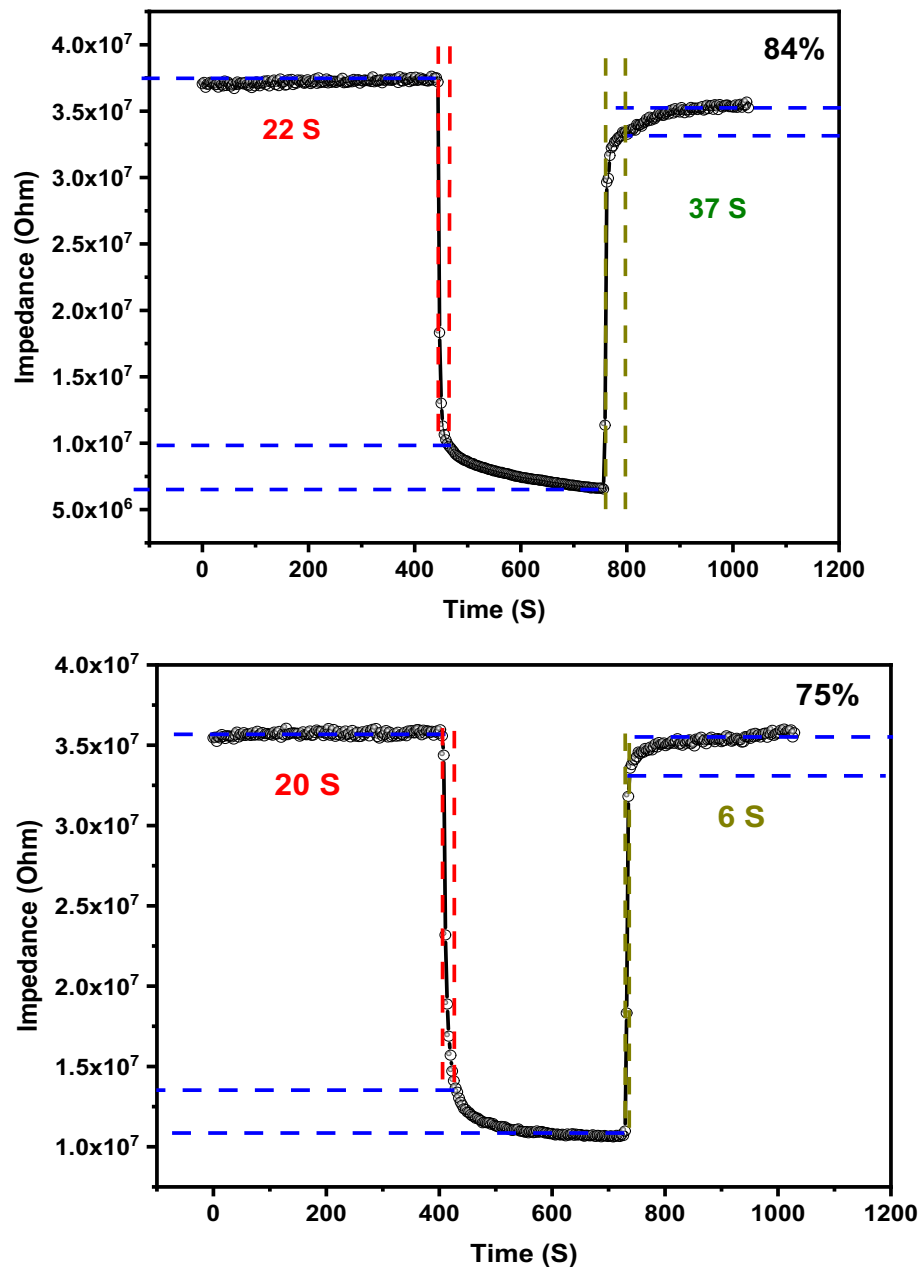 84%
4.0x10⁷
3.5x10⁷
3.0x10⁷
2.5x10⁷
2.0x10⁷
1.5x10⁷
1.0x10⁷
5.0x10⁶
Impedance (Ohm)
22 S
37 S
0 200 400 600 800 1000 1200
Time (S)
75%
4.0x10⁷
3.5x10⁷
3.0x10⁷
2.5x10⁷
2.0x10⁷
1.5x10⁷
1.0x10⁷
Impedance (Ohm)
20 S
6 S
0 200 400 600 800 1000 1200
Time (S)